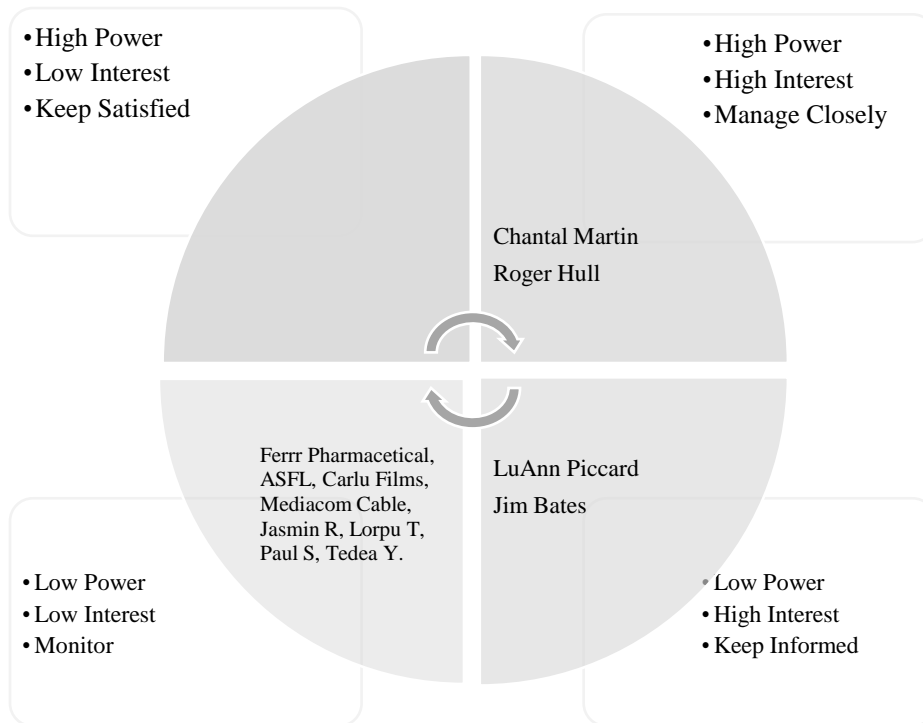 •High Power
•Low Interest
•Keep Satisfied
•High Power
•High Interest
•Manage Closely
Chantal Martin
Roger Hull
Ferrr Pharmacetical,
ASFL, Carlu Films,
Mediacom Cable,
Jasmin R, Lorpu T,
Paul S, Tedea Y.
LuAnn Piccard
Jim Bates
•Low Power
•Low Interest
•Monitor
•Low Power
•High Interest
•Keep Informed